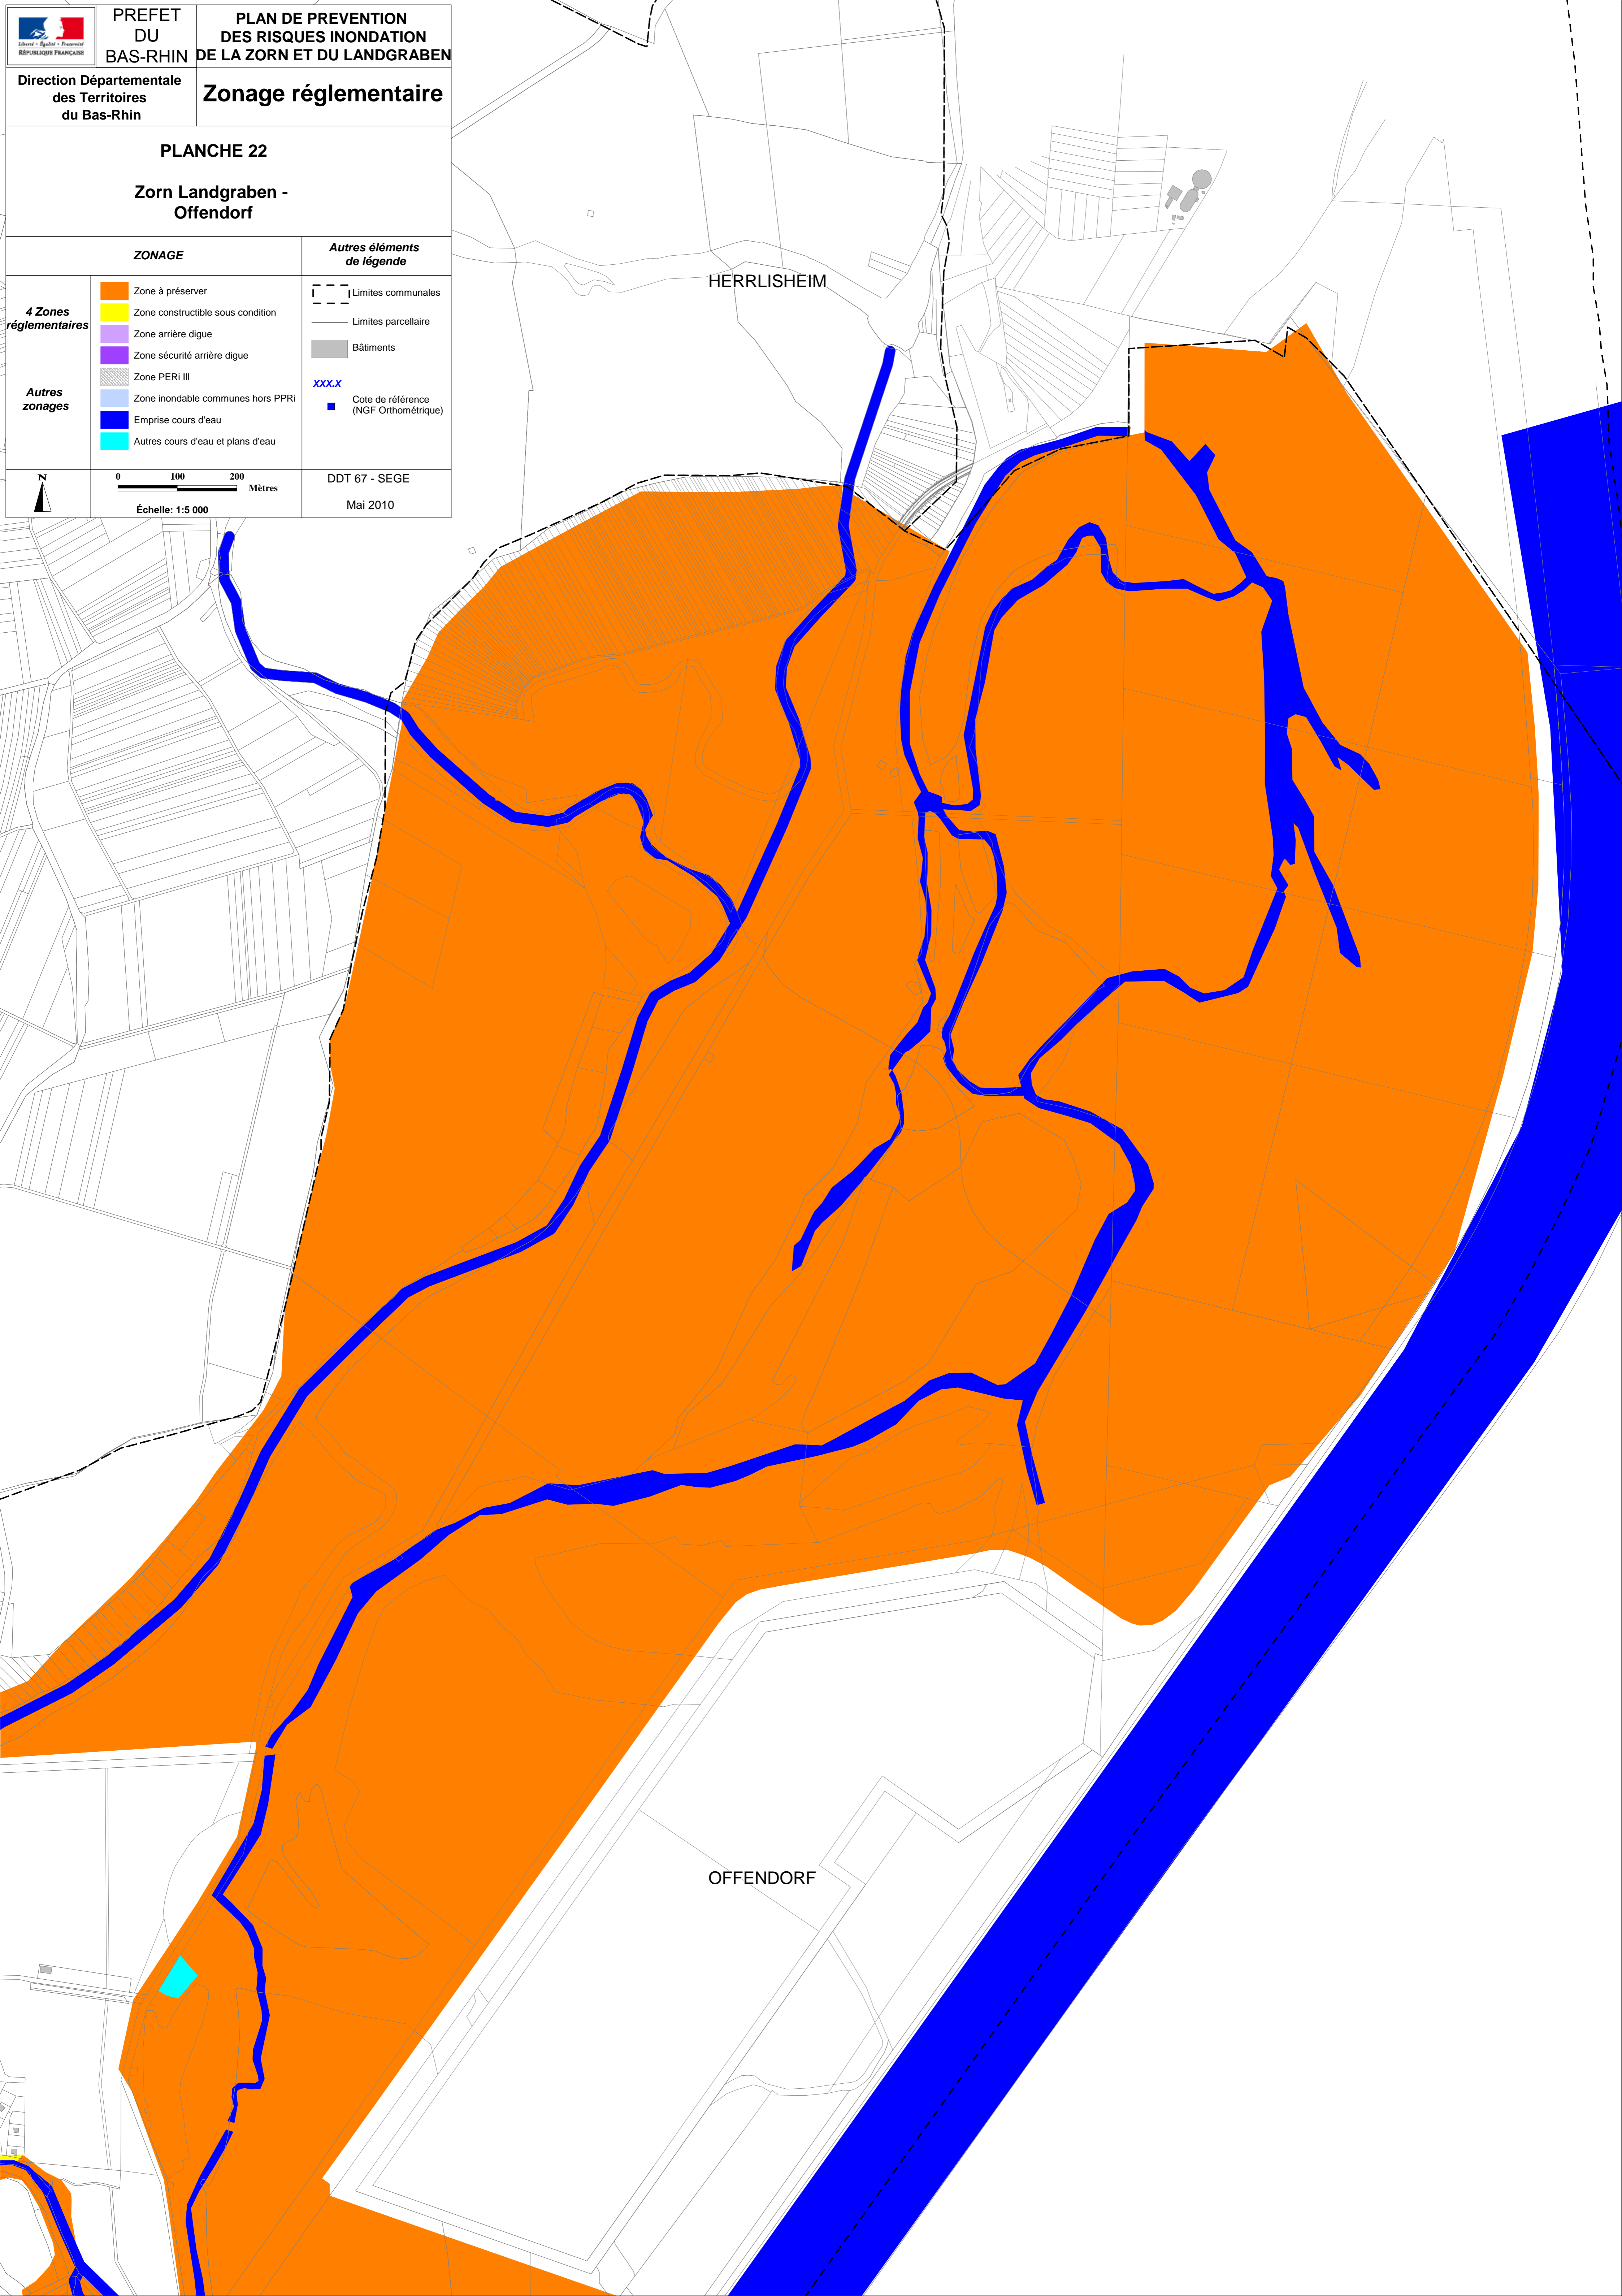 Liberté • Égalité • Fraternité
RÉPUBLIQUE FRANÇAISE
PREFET
DU
BAS-RHIN
PLAN DE PREVENTION
DES RISQUES INONDATION
DE LA ZORN ET DU LANDGRABEN
Direction Départementale
des Territoires
du Bas-Rhin
Zonage réglementaire
PLANCHE 22
Zorn Landgraben -
Offendorf
ZONAGE
Autres éléments
de légende
4 Zones
réglementaires
Zone à préserver
Zone constructible sous condition
Zone arrière digue
Zone sécurité arrière digue
Autres
zonages
Zone PERi Ill
Zone inondable communes hors PPRi
Emprise cours d'eau
Autres cours d'eau et plans d'eau
Limites communales
Limites parcellaire
Bâtiments
XXX.X
Cote de référence
(NGF Orthométrique)
N
0 100 200
Mètres
Échelle: 1:5 000
DDT 67 - SEGE
Mai 2010
HERRLISHEIM
OFFENDORF